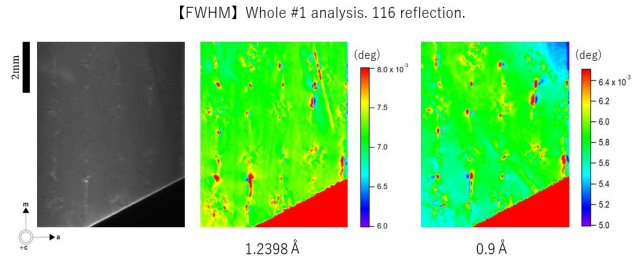 【FWHM】Whole #1 analysis. 116 reflection.
2mm
(deg)
8.0 x 10⁻³
7.5
7.0
6.5
6.0
(deg)
6.4 x 10⁻³
6.2
6.0
5.8
5.6
5.4
5.2
5.0
m
a
+c
1.2398 Å
0.9 Å